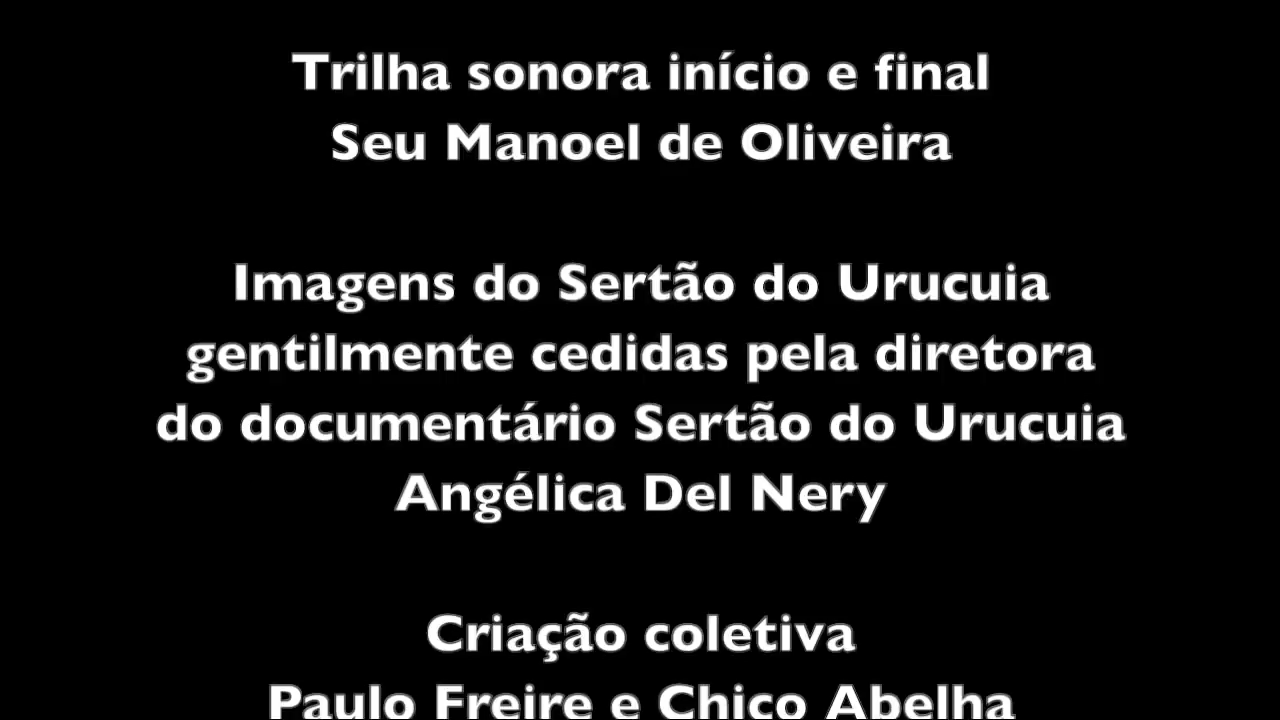 Trilha sonora início e final
Seu Manoel de Oliveira
Imagens do Sertão do Urucuia
gentilmente cedidas pela diretora
do documentário Sertão do Urucuia
Angélica Del Nery
Criação coletiva
Paulo Freire e Chico Abelha